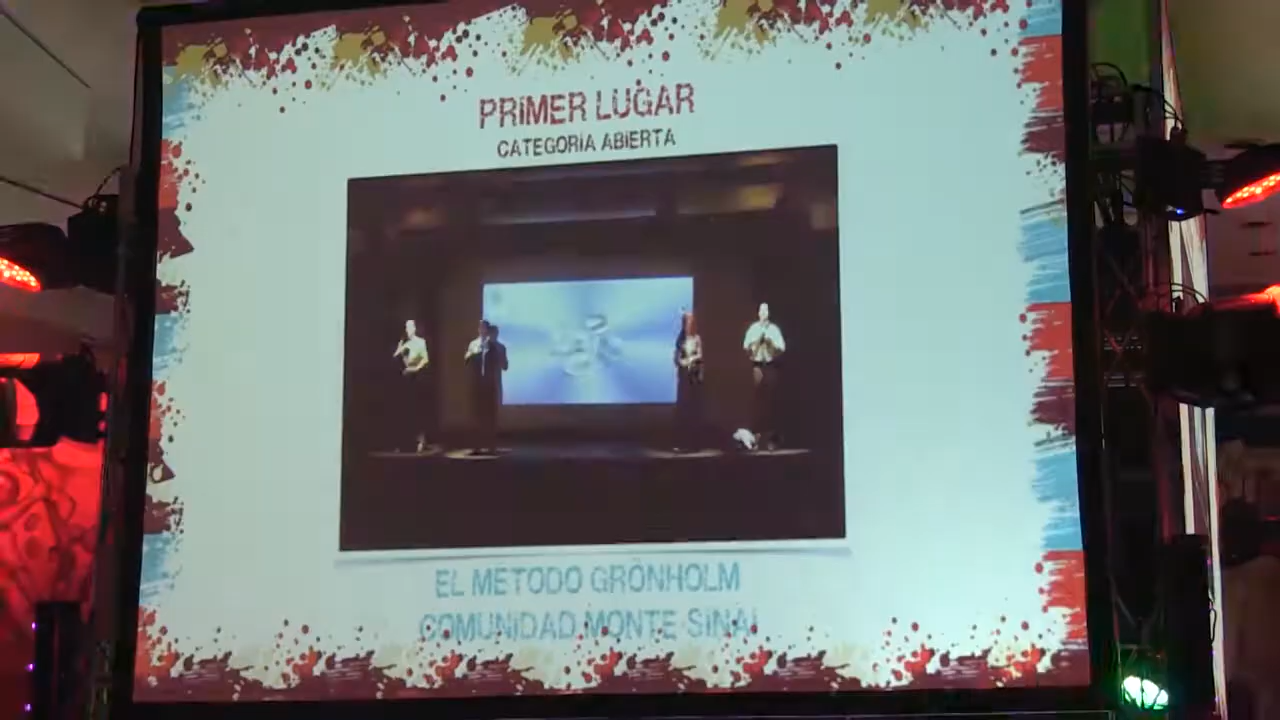 PRIMER LUGAR
CATEGORIA ABIERTA
EL METODO GRÖNHOLM
COMUNIDAD MONTE SINAI